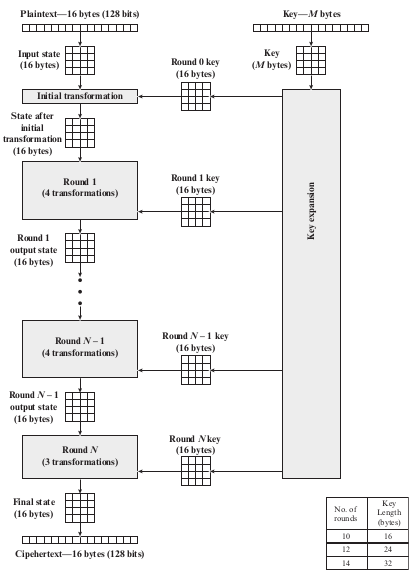 Plaintext—16 bytes (128 bits)
Key—M bytes
Input state
(16 bytes)
Round 0 key
(16 bytes)
Key
(M bytes)
Initial transformation
State after
initial
transformation
(16 bytes)
Round 1
(4 transformations)
Round 1 key
(16 bytes)
Key expansion
Round 1
output state
(16 bytes)
Round N – 1
(4 transformations)
Round N – 1 key
(16 bytes)
Round N – 1
output state
(16 bytes)
Round N
(3 transformations)
Round N key
(16 bytes)
Final state
(16 bytes)
Cipehertext—16 bytes (128 bits)
No. of
rounds
Key
Length
(bytes)
10 16
12 24
14 32